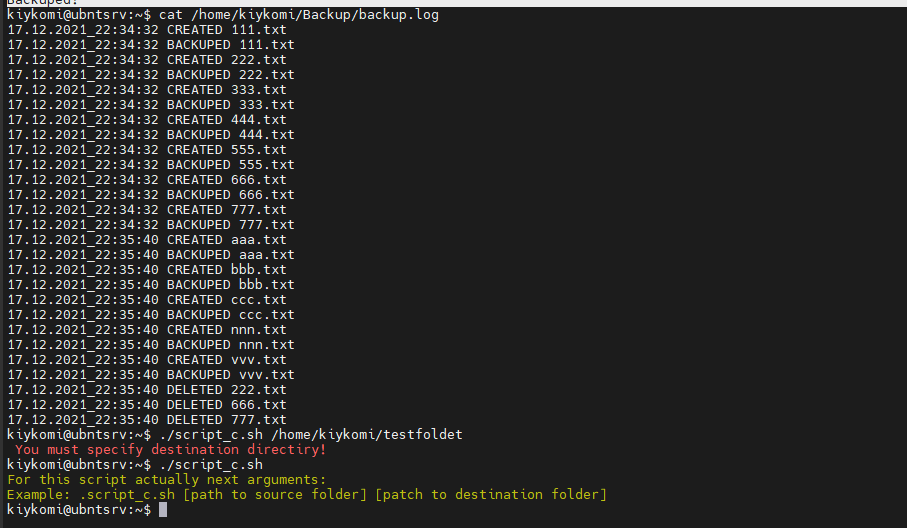 Backuped!
kiykomi@ubntsrv:~$ cat /home/kiykomi/Backup/backup.log
17.12.2021_22:34:32 CREATED 111.txt
17.12.2021_22:34:32 BACKUPED 111.txt
17.12.2021_22:34:32 CREATED 222.txt
17.12.2021_22:34:32 BACKUPED 222.txt
17.12.2021_22:34:32 CREATED 333.txt
17.12.2021_22:34:32 BACKUPED 333.txt
17.12.2021_22:34:32 CREATED 444.txt
17.12.2021_22:34:32 BACKUPED 444.txt
17.12.2021_22:34:32 CREATED 555.txt
17.12.2021_22:34:32 BACKUPED 555.txt
17.12.2021_22:34:32 CREATED 666.txt
17.12.2021_22:34:32 BACKUPED 666.txt
17.12.2021_22:34:32 CREATED 777.txt
17.12.2021_22:34:32 BACKUPED 777.txt
17.12.2021_22:35:40 CREATED aaa.txt
17.12.2021_22:35:40 BACKUPED aaa.txt
17.12.2021_22:35:40 CREATED bbb.txt
17.12.2021_22:35:40 BACKUPED bbb.txt
17.12.2021_22:35:40 CREATED ccc.txt
17.12.2021_22:35:40 BACKUPED ccc.txt
17.12.2021_22:35:40 CREATED nnn.txt
17.12.2021_22:35:40 BACKUPED nnn.txt
17.12.2021_22:35:40 CREATED vvv.txt
17.12.2021_22:35:40 BACKUPED vvv.txt
17.12.2021_22:35:40 DELETED 222.txt
17.12.2021_22:35:40 DELETED 666.txt
17.12.2021_22:35:40 DELETED 777.txt
kiykomi@ubntsrv:~$ ./script_c.sh /home/kiykomi/testfoldet
You must specify destination directiry!
kiykomi@ubntsrv:~$ ./script_c.sh
For this script actually next arguments:
Example: .script_c.sh [path to source folder] [patch to destination folder]
kiykomi@ubntsrv:~$